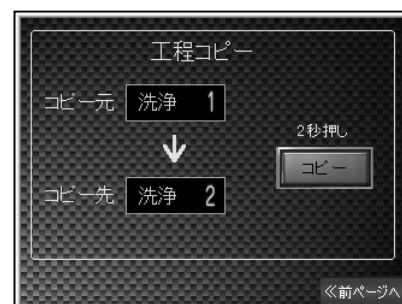 工程コピー
コピー元 洗浄 1
↓
2秒押し
コピー
コピー先 洗浄 2
≪前ページへ